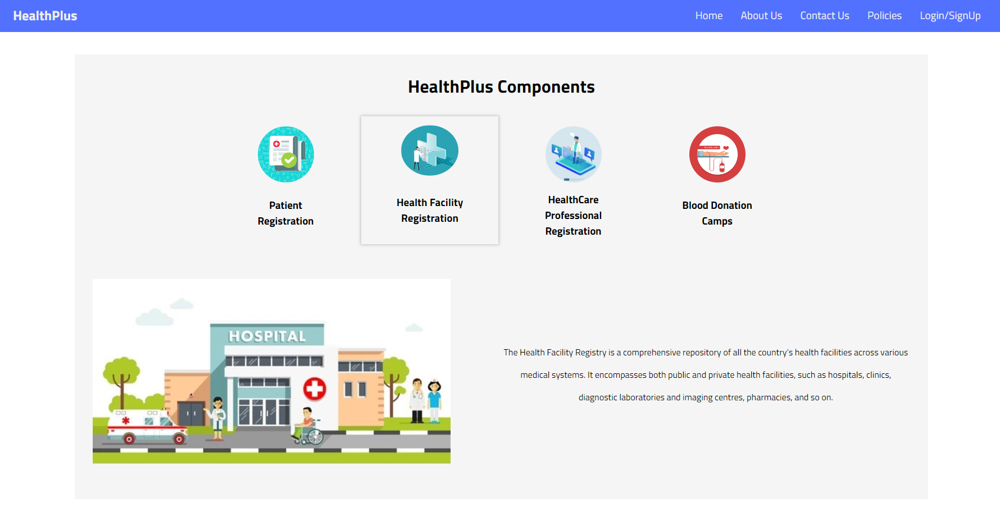 HealthPlus
Home About Us Contact Us Policies Login/SignUp
HealthPlus Components
Patient
Registration
Health Facility
Registration
HealthCare
Professional
Registration
Blood Donation
Camps
HOSPITAL
The Health Facility Registry is a comprehensive repository of all the country's health facilities across various
medical systems. It encompasses both public and private health facilities, such as hospitals, clinics,
diagnostic laboratories and imaging centres, pharmacies, and so on.